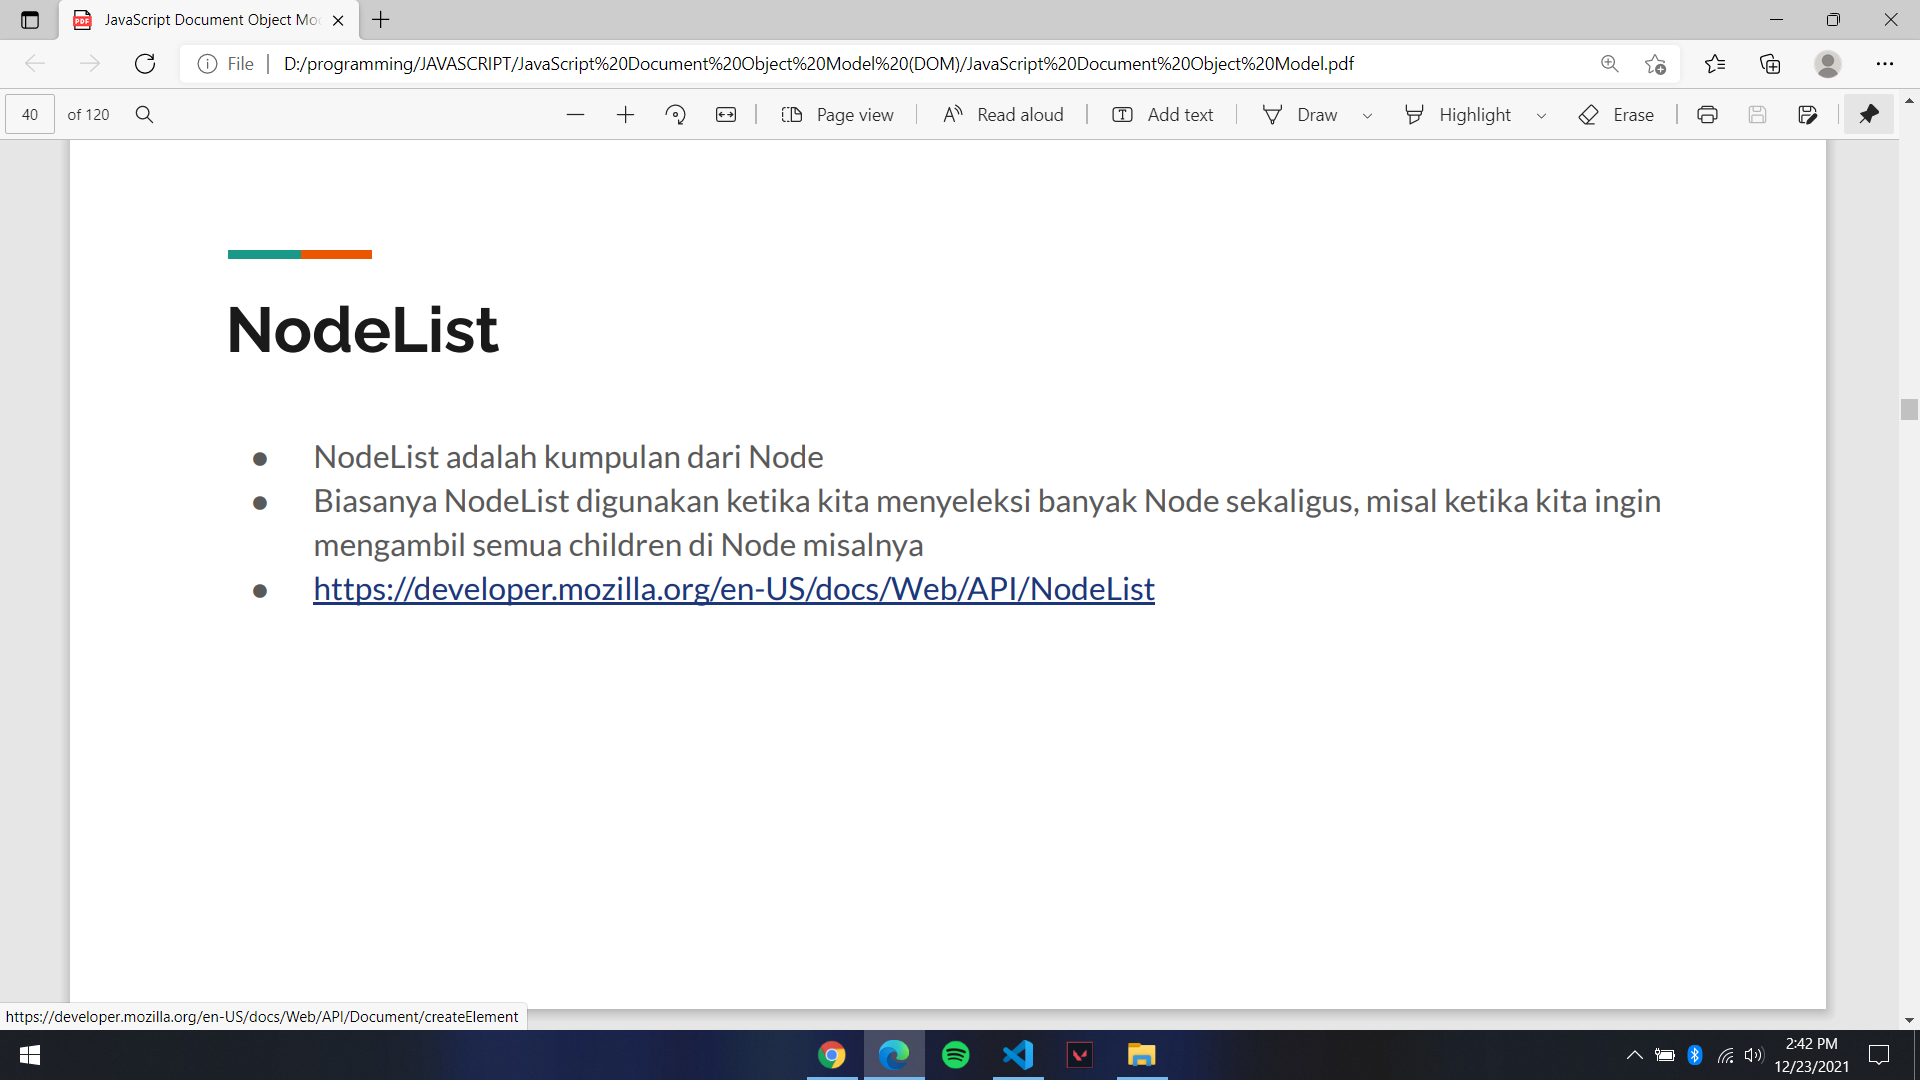 JavaScript Document Object Mo
File
D:/programming/JAVASCRIPT/JavaScript%20Document%20Object%20Model%20(DOM)/JavaScript%20Document%20Object%20Model.pdf
40 of 120
Page view
Read aloud
Add text
Draw
Highlight
Erase
NodeList
● NodeList adalah kumpulan dari Node
● Biasanya NodeList digunakan ketika kita menyeleksi banyak Node sekaligus, misal ketika kita ingin
mengambil semua children di Node misalnya
● https://developer.mozilla.org/en-US/docs/Web/API/NodeList
https://developer.mozilla.org/en-US/docs/Web/API/Document/createElement
2:42 PM
12/23/2021